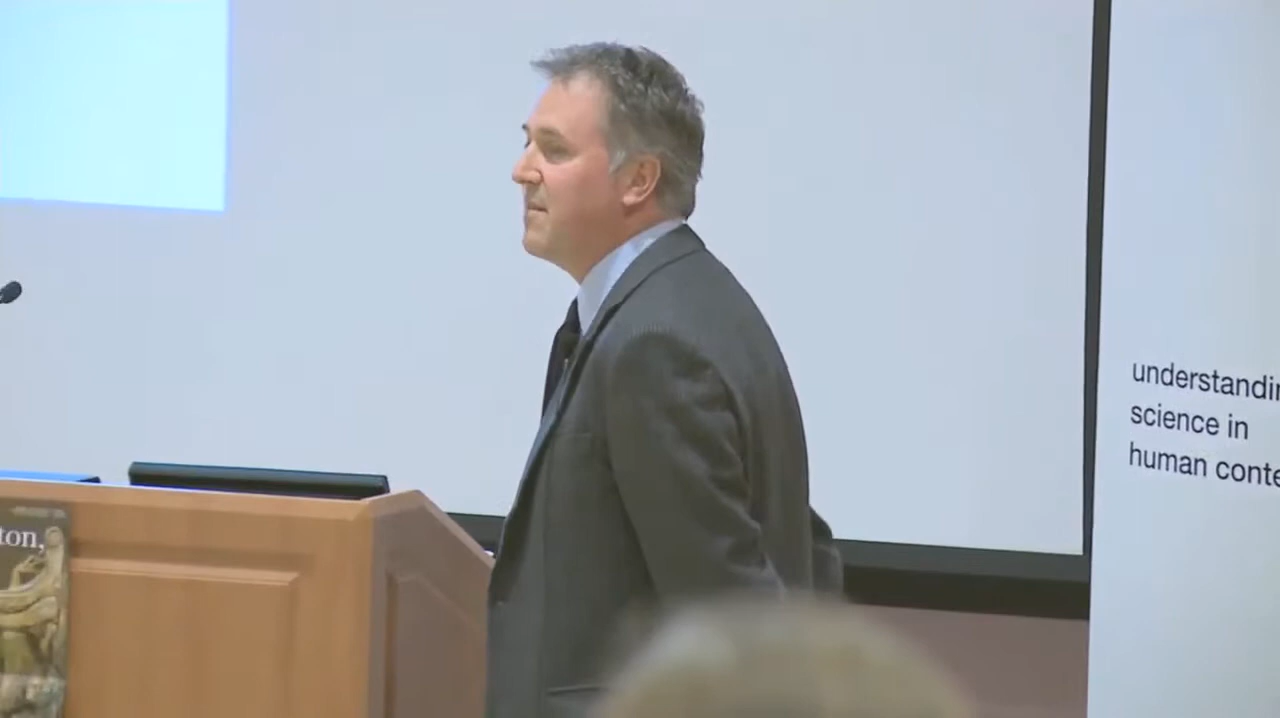 ton,
understandin
science in
human conte